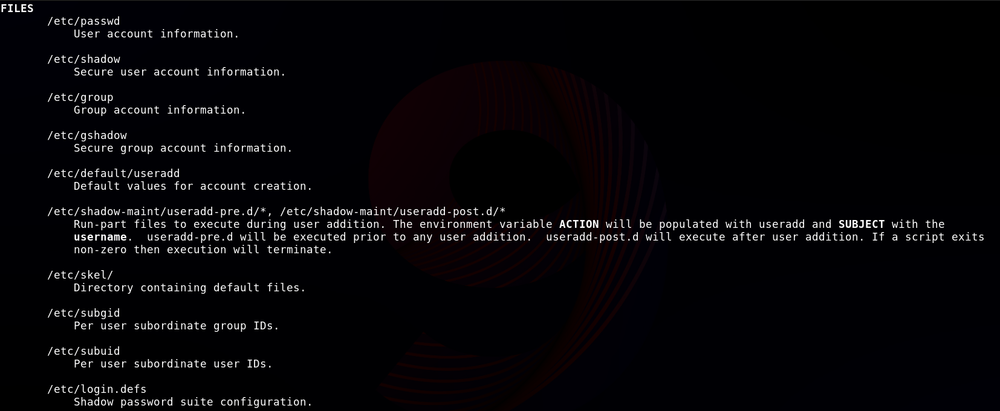 FILES
/etc/passwd
User account information.
/etc/shadow
Secure user account information.
/etc/group
Group account information.
/etc/gshadow
Secure group account information.
/etc/default/useradd
Default values for account creation.
/etc/shadow-maint/useradd-pre.d/*, /etc/shadow-maint/useradd-post.d/*
Run-part files to execute during user addition. The environment variable ACTION will be populated with useradd and SUBJECT with the
username.  useradd-pre.d will be executed prior to any user addition.  useradd-post.d will execute after user addition. If a script exits
non-zero then execution will terminate.
/etc/skel/
Directory containing default files.
/etc/subgid
Per user subordinate group IDs.
/etc/subuid
Per user subordinate user IDs.
/etc/login.defs
Shadow password suite configuration.